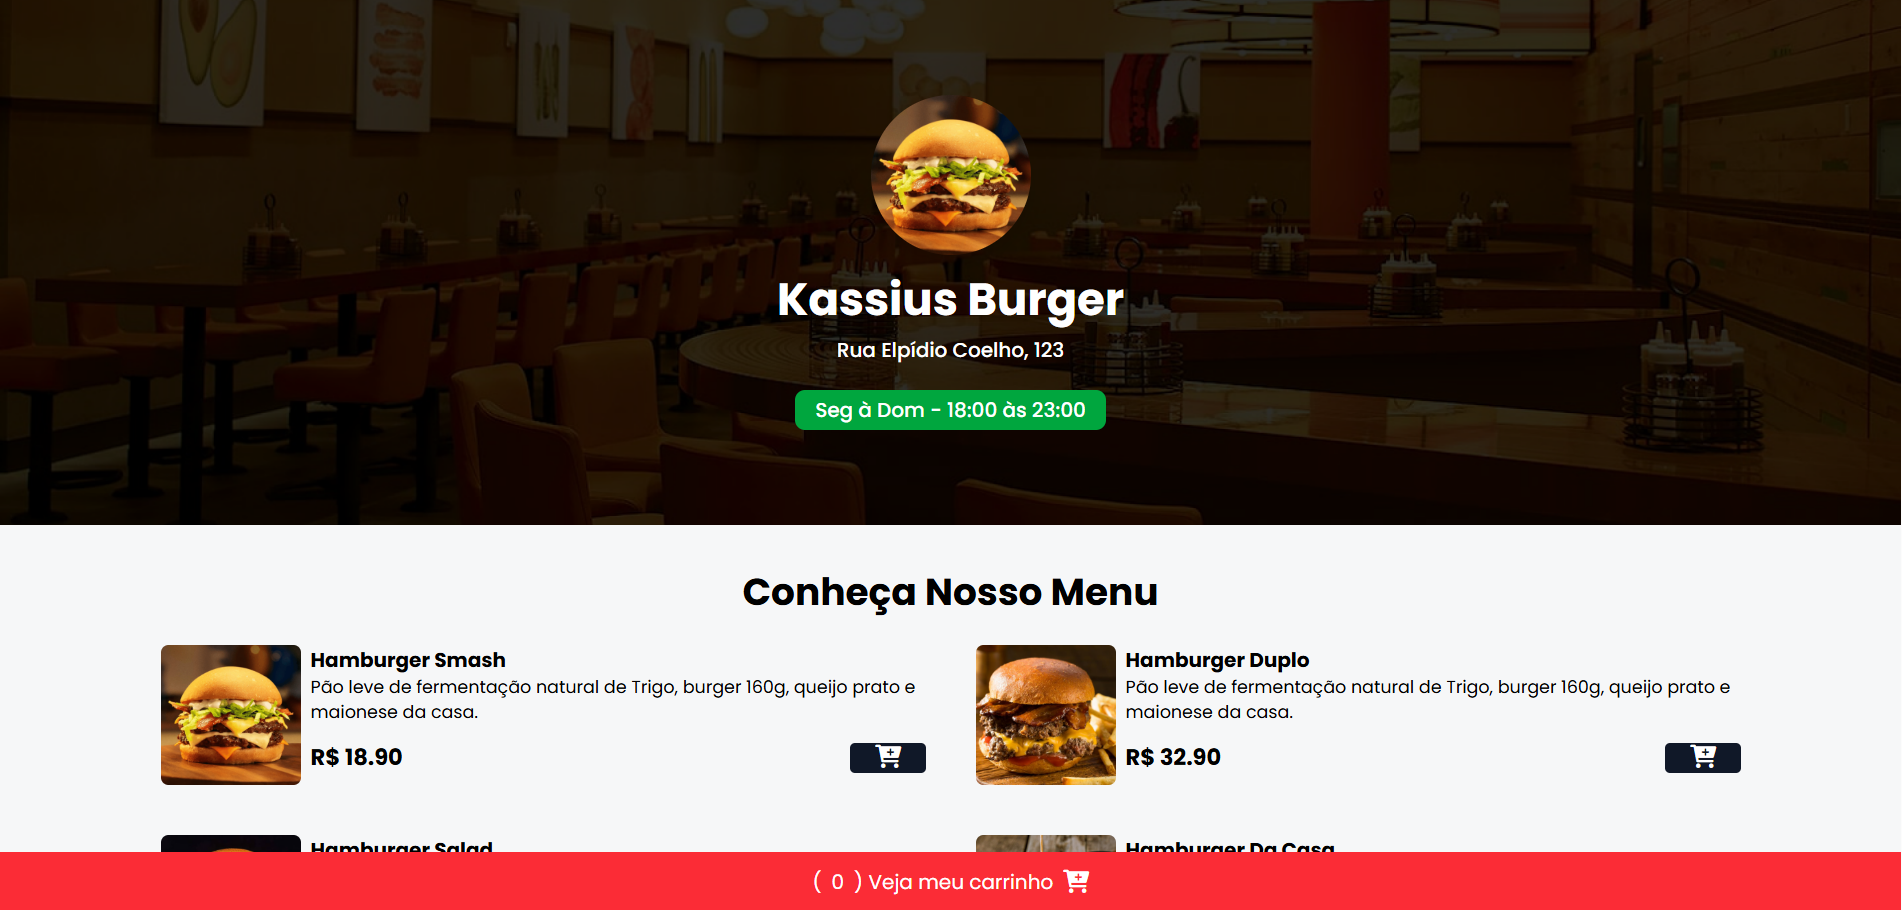 Kassius Burger
Rua Elpídio Coelho, 123
Seg à Dom - 18:00 às 23:00
Conheça Nosso Menu
Hamburger Smash
Pão leve de fermentação natural de Trigo, burger 160g, queijo prato e
maionese da casa.
R$ 18.90
Hamburger Duplo
Pão leve de fermentação natural de Trigo, burger 160g, queijo prato e
maionese da casa.
R$ 32.90
Hamburger Salad
Hamburger Da Casa
( 0 ) Veja meu carrinho